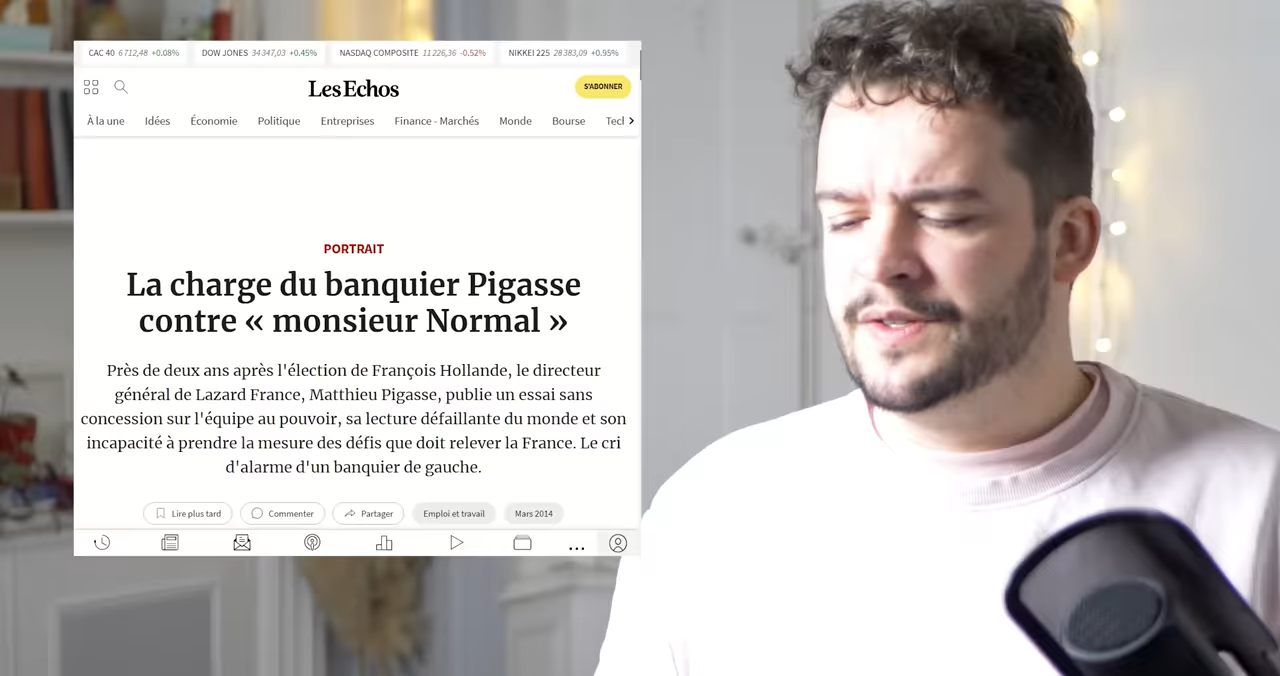 CAC 40 6 712,48 +0.08% DOW JONES 34 347,03 +0.45% NASDAQ COMPOSITE 11 226,36 -0.52% NIKKEI 225 28 383,09 +0.95%
Les Echos
S'ABONNER
À la une Idées Économie Politique Entreprises Finance - Marchés Monde Bourse Tech
PORTRAIT
La charge du banquier Pigasse
contre « monsieur Normal »
Près de deux ans après l'élection de François Hollande, le directeur
général de Lazard France, Matthieu Pigasse, publie un essai sans
concession sur l'équipe au pouvoir, sa lecture défaillante du monde et son
incapacité à prendre la mesure des défis que doit relever la France. Le cri
d'alarme d'un banquier de gauche.
Lire plus tard Commenter Partager Emploi et travail Mars 2014